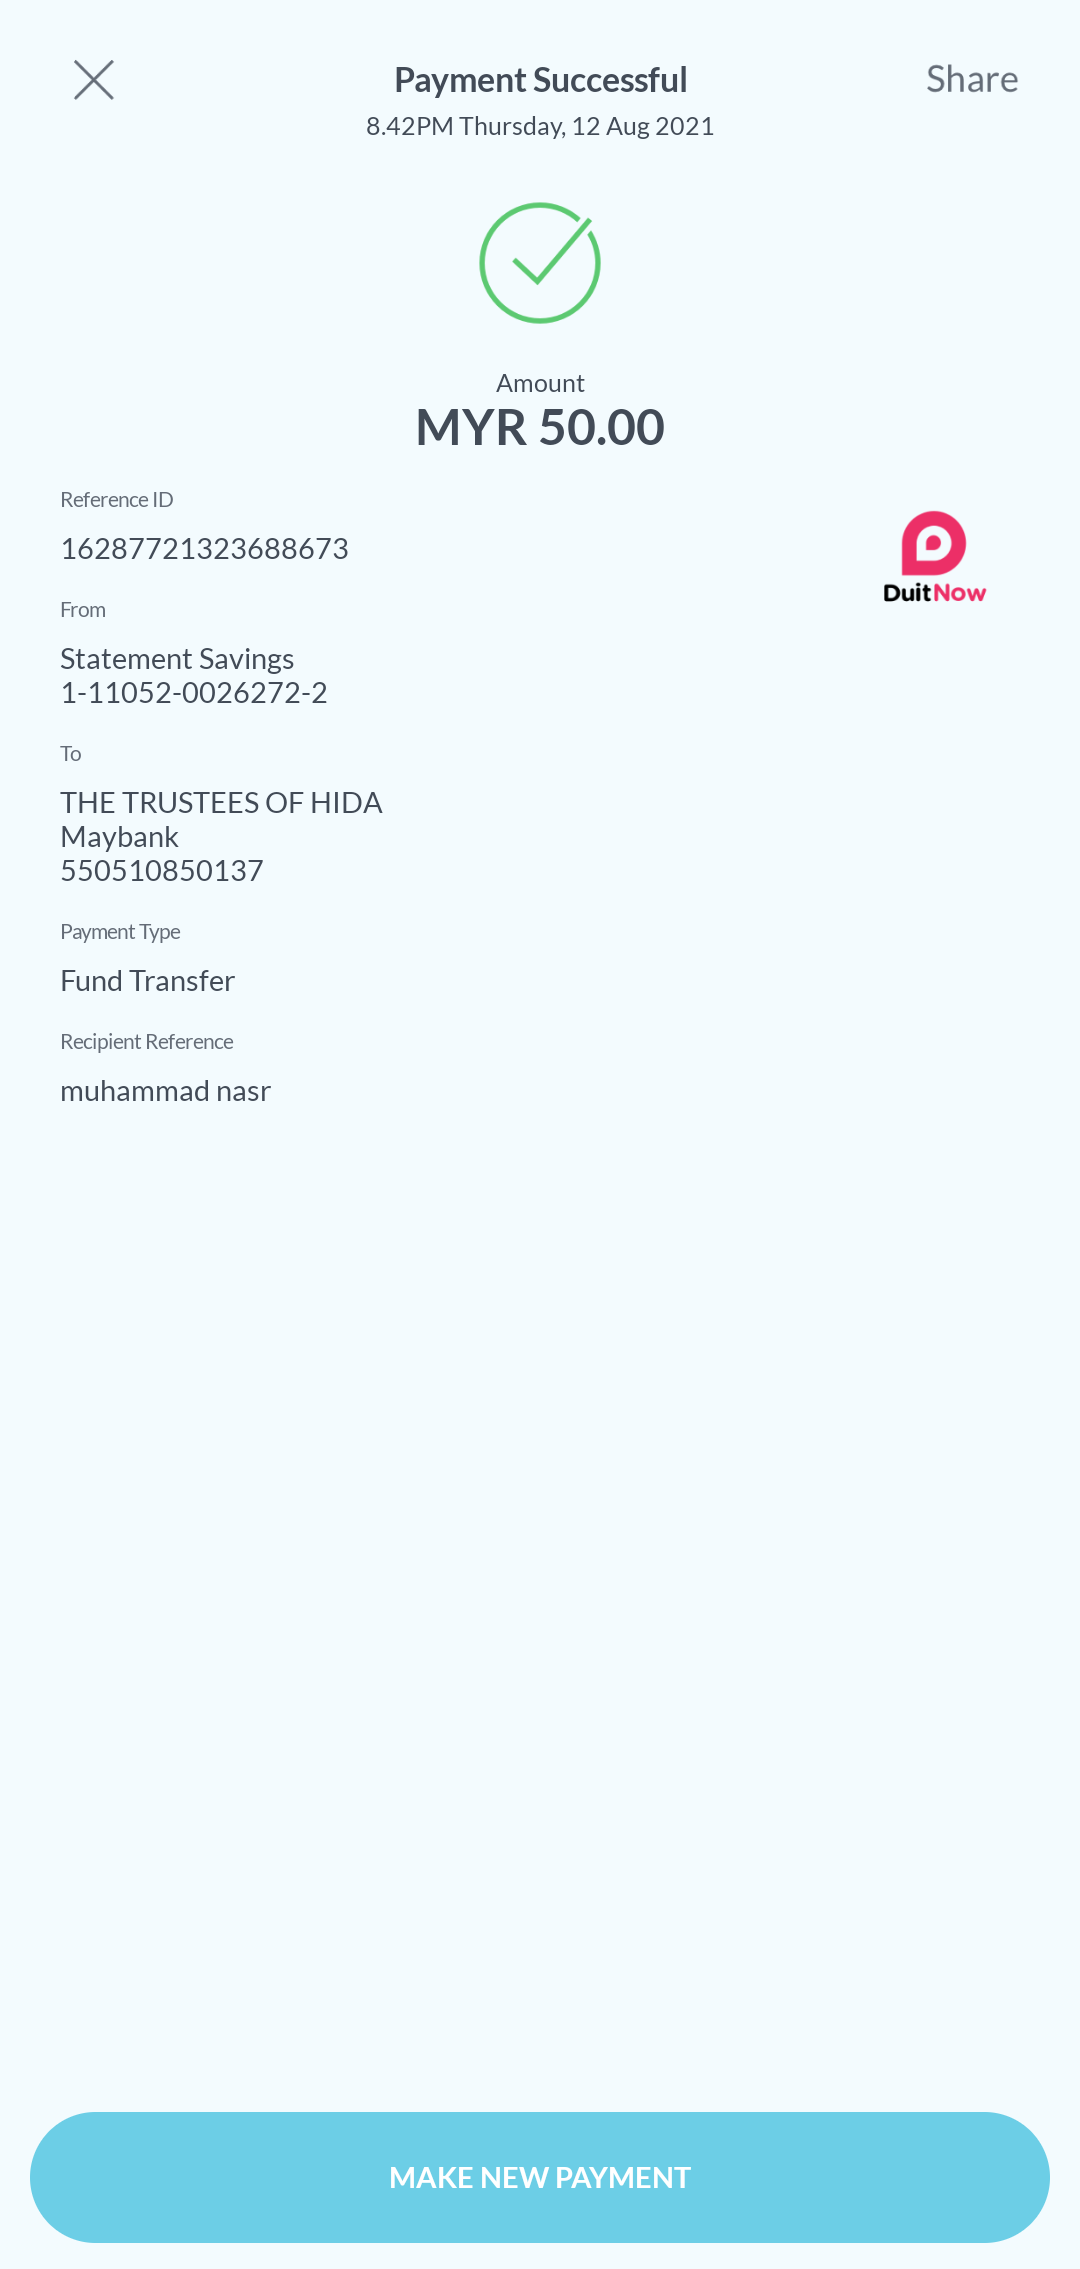 Payment Successful
Share
8.42PM Thursday, 12 Aug 2021
Amount
MYR 50.00
Reference ID
16287721323688673
DuitNow
From
Statement Savings
1-11052-0026272-2
To
THE TRUSTEES OF HIDA
Maybank
550510850137
Payment Type
Fund Transfer
Recipient Reference
muhammad nasr
MAKE NEW PAYMENT